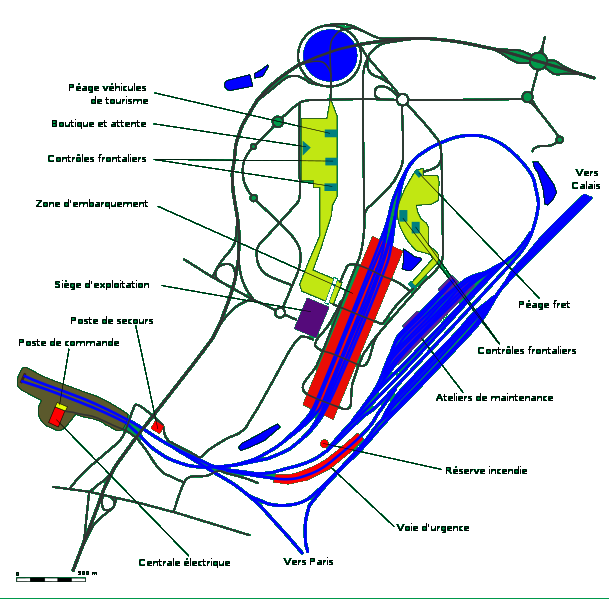 Péage véhicules
de tourisme
Boutique et attente
Contrôles frontaliers
Vers
Calais
Zone d'embarquement
Siège d'exploitation
Péage fret
Poste de secours
Poste de commande
Contrôles frontaliers
Ateliers de maintenance
Réserve incendie
Voie d'urgence
Centrale électrique
Vers Paris
0